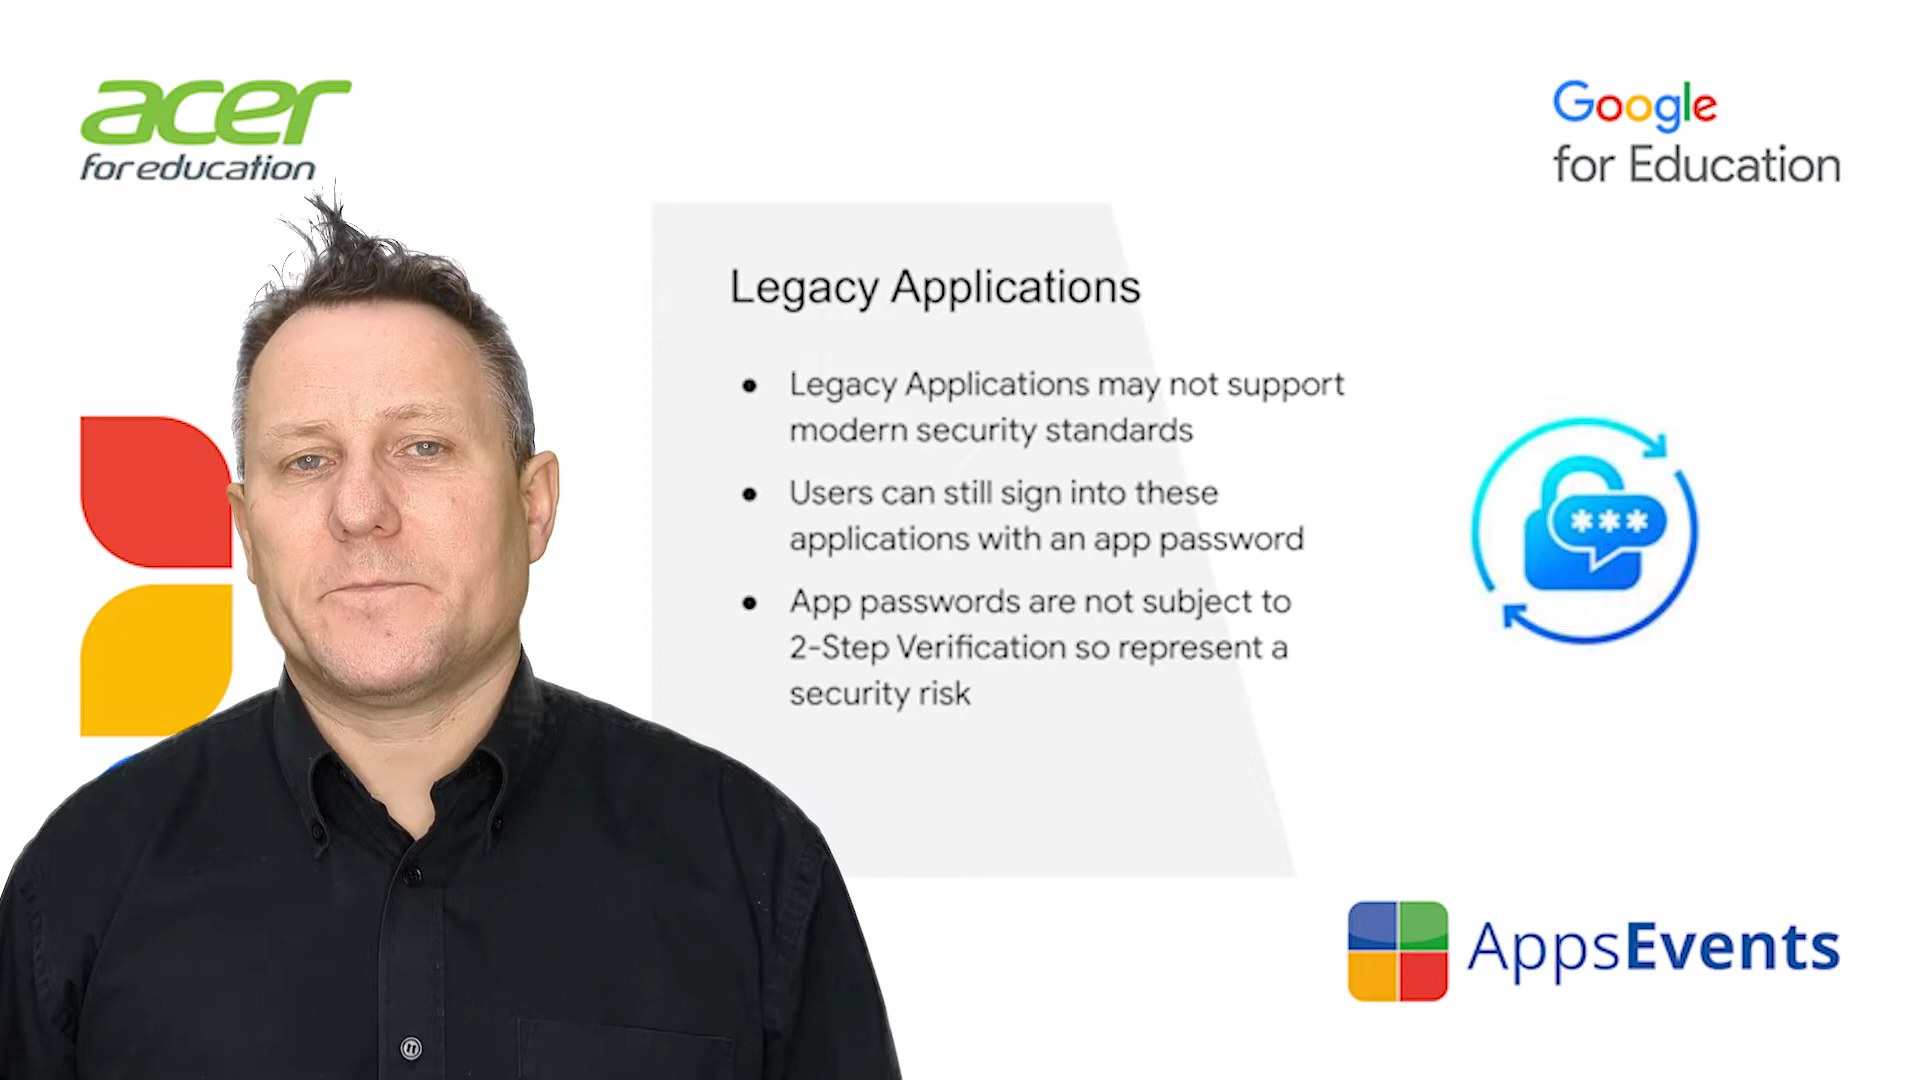 acer
for education
Google
for Education
Legacy Applications
● Legacy Applications may not support
modern security standards
● Users can still sign into these
applications with an app password
● App passwords are not subject to
2-Step Verification so represent a
security risk
***
AppsEvents